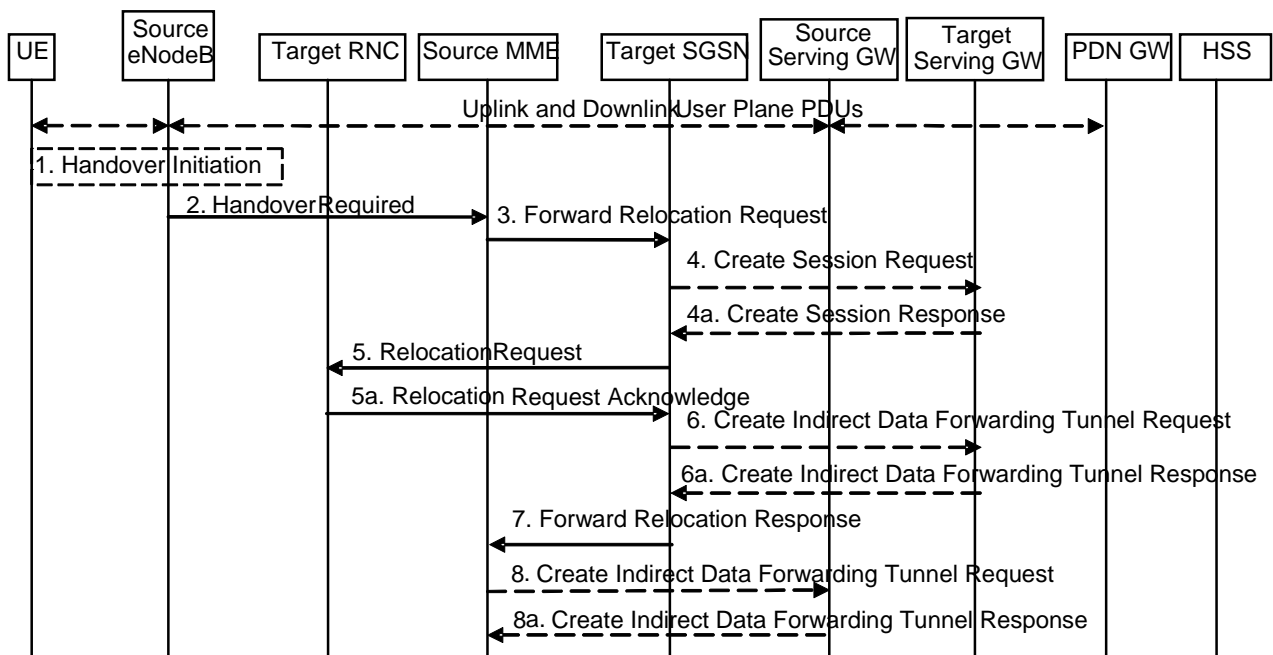 UE
Source
eNodeB
Target RNC
Source MME
Target SGSN
Source
Serving GW
Target
Serving GW
PDN GW
HSS
Uplink and Downlink User Plane PDUs
1. Handover Initiation
2. Handover Required
3. Forward Relocation Request
4. Create Session Request
4a. Create Session Response
5. Relocation Request
5a. Relocation Request Acknowledge
6. Create Indirect Data Forwarding Tunnel Request
6a. Create Indirect Data Forwarding Tunnel Response
7. Forward Relocation Response
8. Create Indirect Data Forwarding Tunnel Request
8a. Create Indirect Data Forwarding Tunnel Response